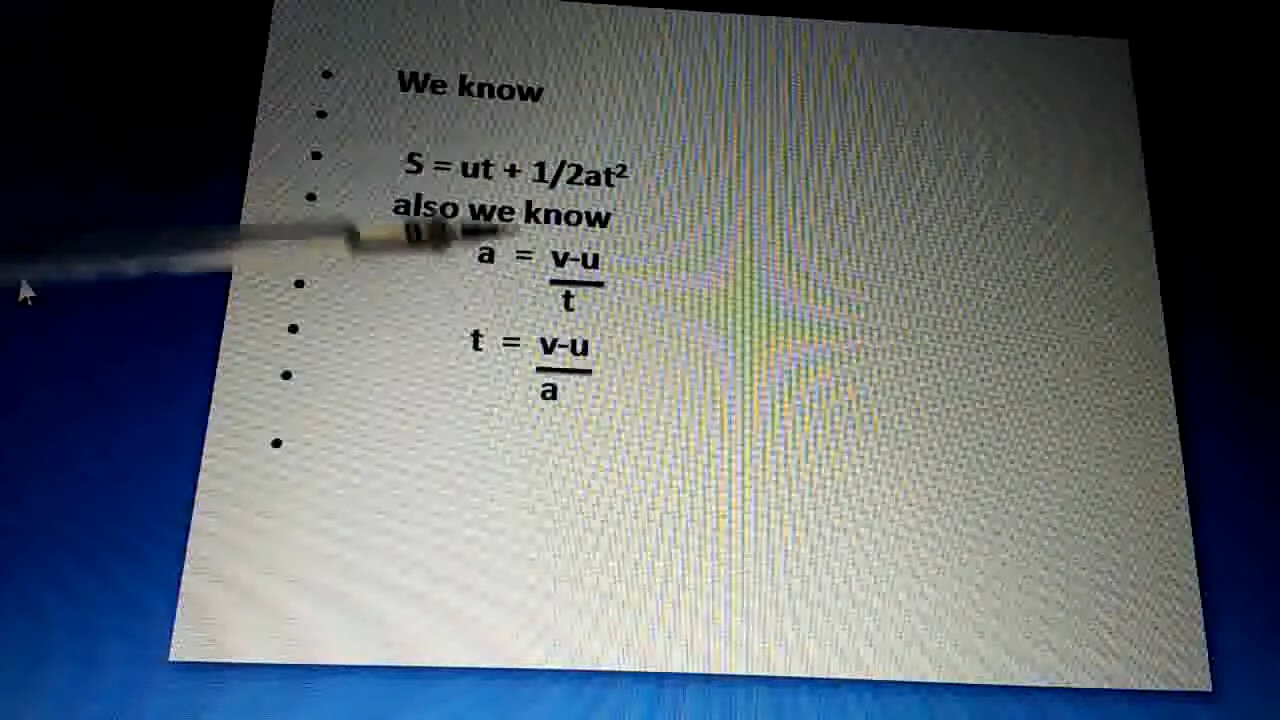 We know
S = ut + 1/2at²
also we know
a = v-u
t
t = v-u
a